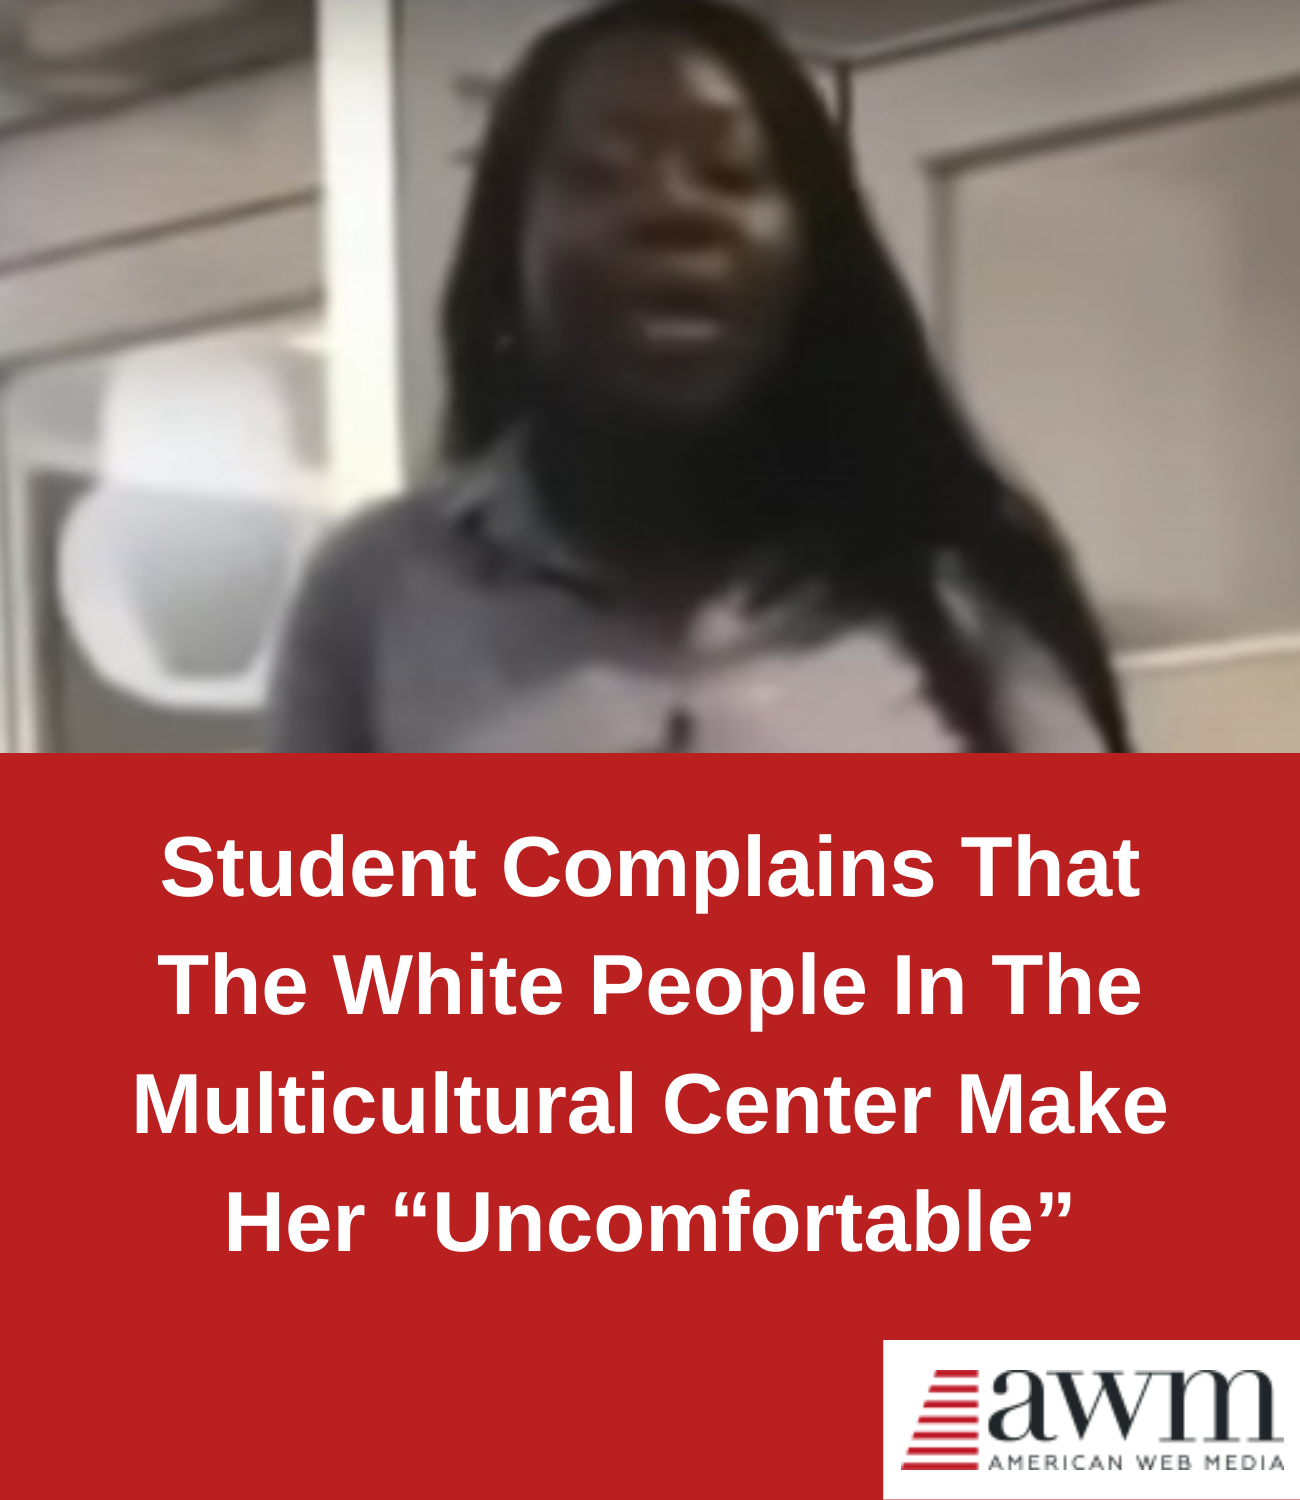 Student Complains That
The White People In The
Multicultural Center Make
Her “Uncomfortable”
awm
AMERICAN WEB MEDIA